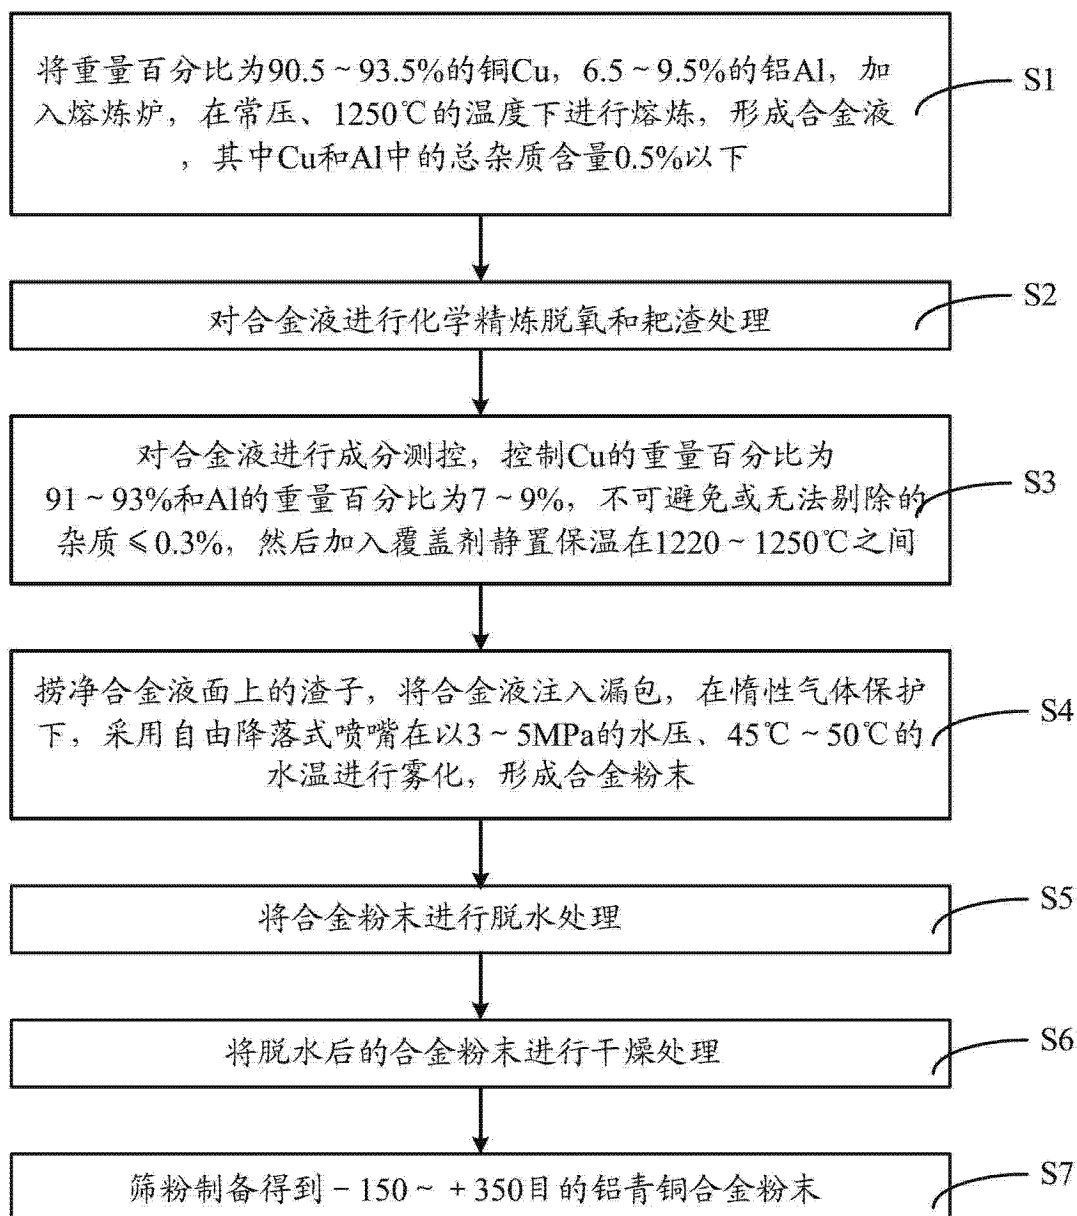 将重量百分比为90.5~93.5%的铜Cu，6.5~9.5%的铝Al，加
入熔炼炉，在常压、1250℃的温度下进行熔炼，形成合金液
，其中Cu和Al中的总杂质含量0.5%以下
S1
对合金液进行化学精炼脱氧和耙渣处理
S2
对合金液进行成分测控，控制Cu的重量百分比为
91~93%和Al的重量百分比为7~9%，不可避免或无法剔除的
杂质≤0.3%，然后加入覆盖剂静置保温在1220~1250℃之间
S3
捞净合金液面上的渣子，将合金液注入漏包，在惰性气体保护
下，采用自由降落式喷嘴在以3~5MPa的水压、45℃~50℃的
水温进行雾化，形成合金粉末
S4
将合金粉末进行脱水处理
S5
将脱水后的合金粉末进行干燥处理
S6
筛粉制备得到－150~＋350目的铝青铜合金粉末
S7